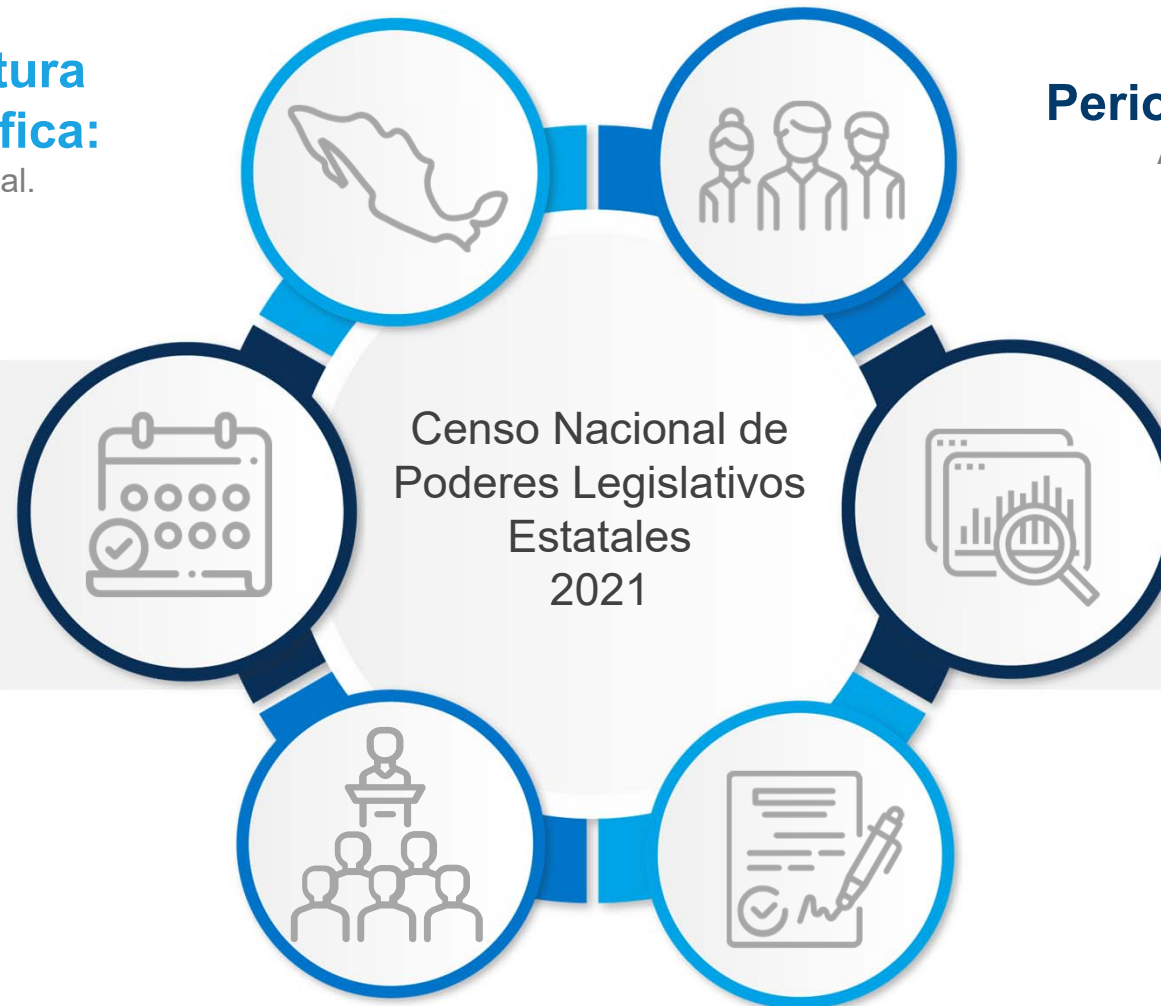 tura
fica:
al.
Perio
Censo Nacional de
Poderes Legislativos
Estatales
2021